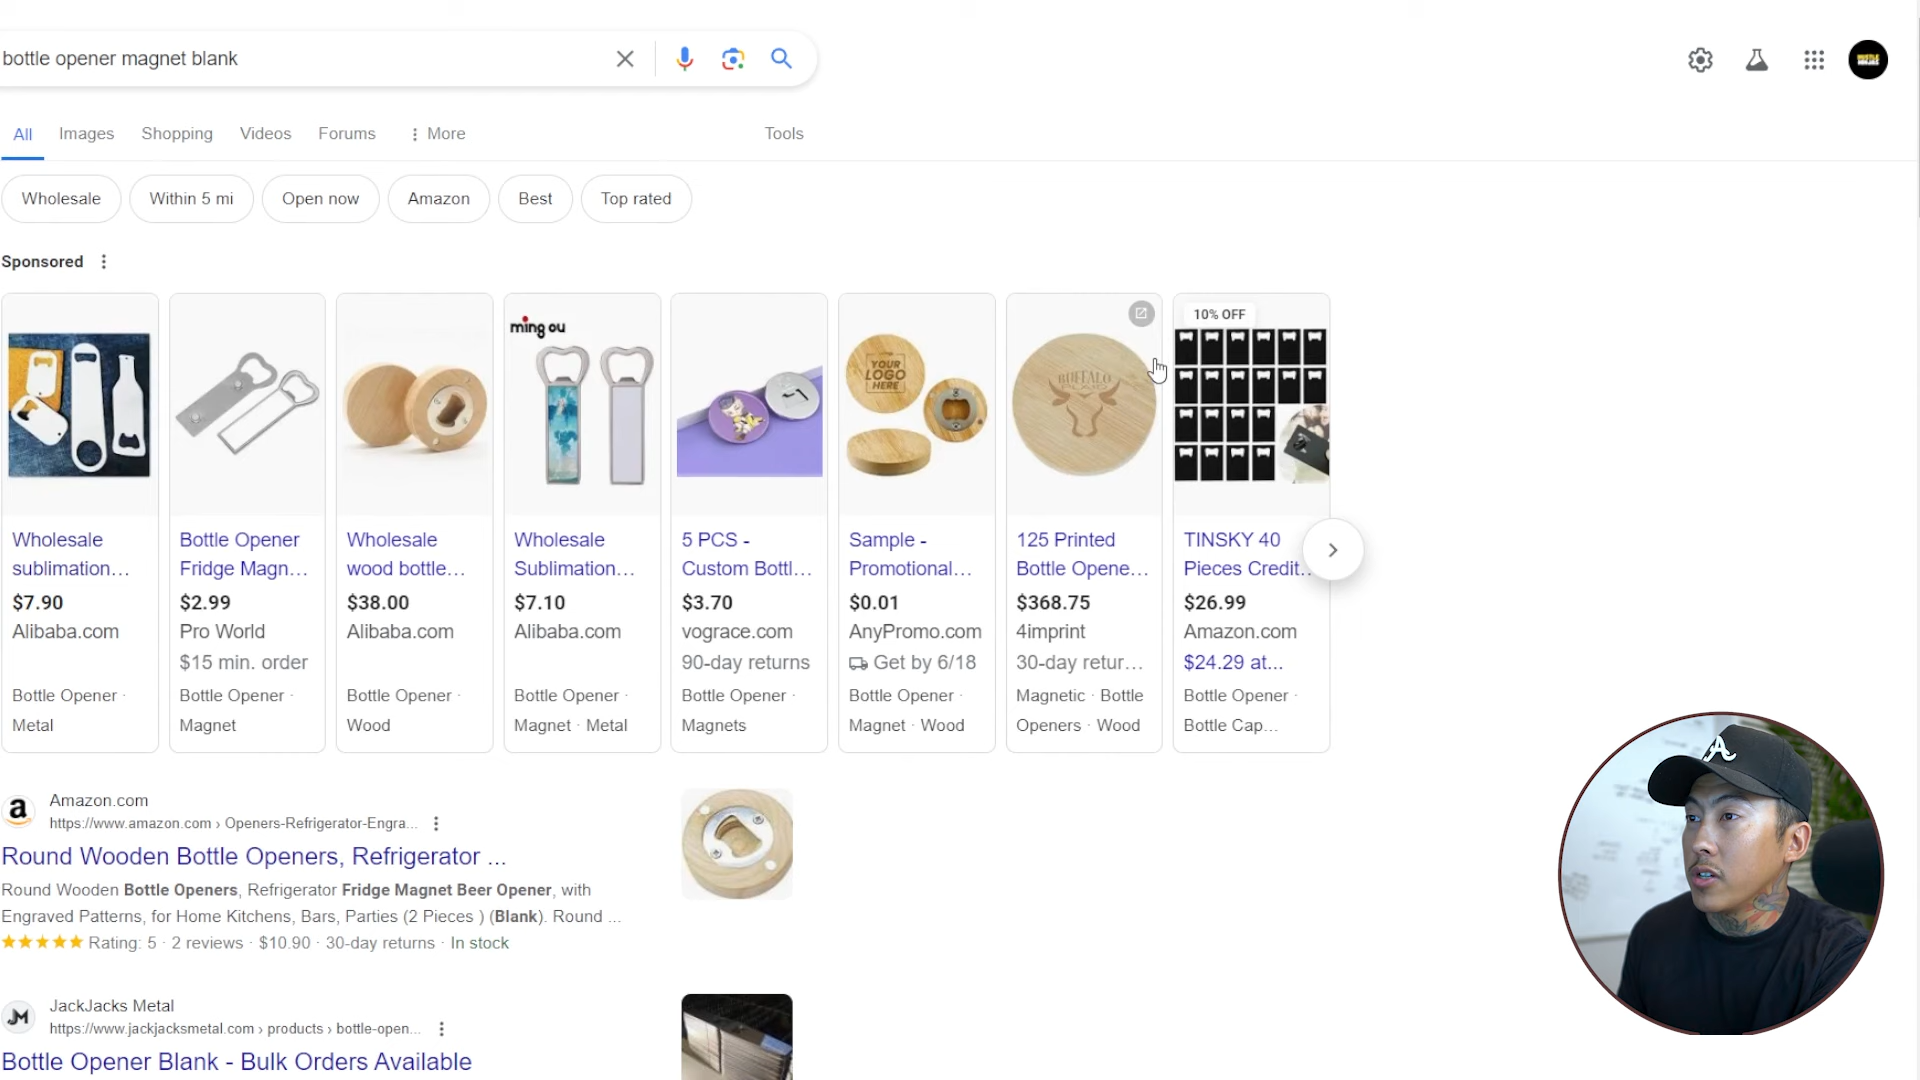 bottle opener magnet blank
All Images Shopping Videos Forums More Tools
Wholesale Within 5 mi Open now Amazon Best Top rated
Sponsored
ming ou
YOUR
LOGO
HERE
BUFFALO
10% OFF
Wholesale
sublimation...
$7.90
Alibaba.com
Bottle Opener ·
Metal
Bottle Opener
Fridge Magn...
$2.99
Pro World
$15 min. order
Bottle Opener ·
Magnet
Wholesale
wood bottle...
$38.00
Alibaba.com
Bottle Opener ·
Wood
Wholesale
Sublimation...
$7.10
Alibaba.com
Bottle Opener ·
Magnet · Metal
5 PCS -
Custom Bottl...
$3.70
vograce.com
90-day returns
Bottle Opener ·
Magnets
Sample -
Promotional...
$0.01
AnyPromo.com
Get by 6/18
Bottle Opener ·
Magnet · Wood
125 Printed
Bottle Opene...
$368.75
4imprint
30-day retur...
Magnetic · Bottle
Openers · Wood
TINSKY 40
Pieces Credit...
$26.99
Amazon.com
$24.29 at...
Bottle Opener ·
Bottle Cap...
a
Amazon.com
https://www.amazon.com › Openers-Refrigerator-Engra...
Round Wooden Bottle Openers, Refrigerator ...
Round Wooden Bottle Openers, Refrigerator Fridge Magnet Beer Opener, with
Engraved Patterns, for Home Kitchens, Bars, Parties (2 Pieces ) (Blank). Round ...
Rating: 5 · 2 reviews · $10.90 · 30-day returns · In stock
JM
JackJacks Metal
https://www.jackjacksmetal.com › products › bottle-open...
Bottle Opener Blank - Bulk Orders Available
A